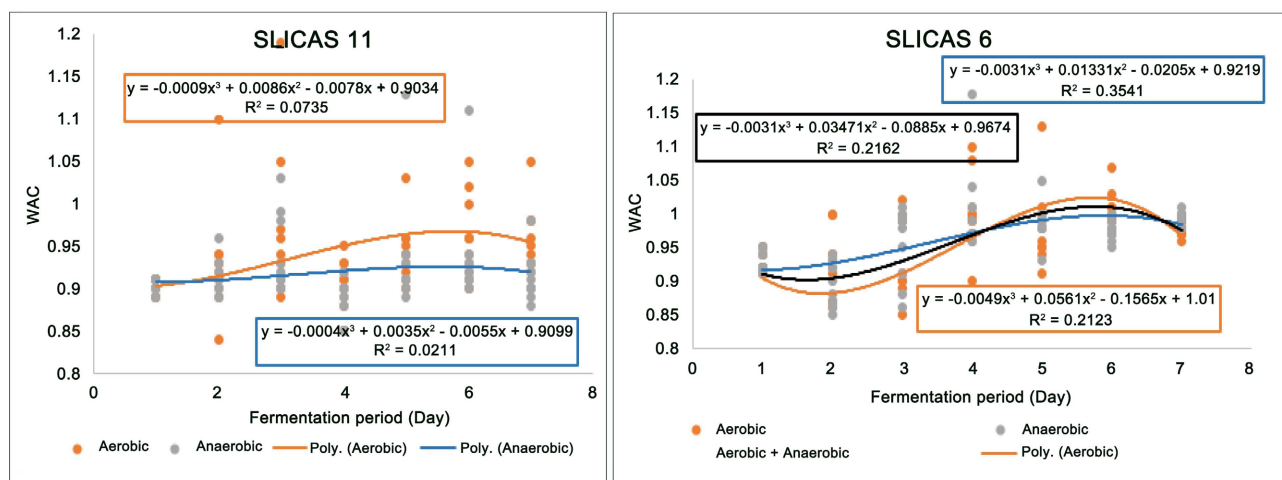 SLICAS 11
1.2
1.15
1.1
1.05
1
0.95
0.9
0.85
0.8
WAC
y = -0.0009x³ + 0.0086x² - 0.0078x + 0.9034
R² = 0.0735
y = -0.0004x³ + 0.0035x² - 0.0055x + 0.9099
R² = 0.0211
0 2 4 6 8
Fermentation period (Day)
Aerobic Anaerobic Poly. (Aerobic) Poly. (Anaerobic)
SLICAS 6
1.2
1.15
1.1
1.05
1
0.95
0.9
0.85
0.8
WAC
y = -0.0031x³ + 0.01331x² - 0.0205x + 0.9219
R² = 0.3541
y = -0.0031x³ + 0.03471x² - 0.0885x + 0.9674
R² = 0.2162
y = -0.0049x³ + 0.0561x² - 0.1565x + 1.01
R² = 0.2123
0 1 2 3 4 5 6 7 8
Fermentation period (Day)
Aerobic Anaerobic
Aerobic + Anaerobic Poly. (Aerobic)